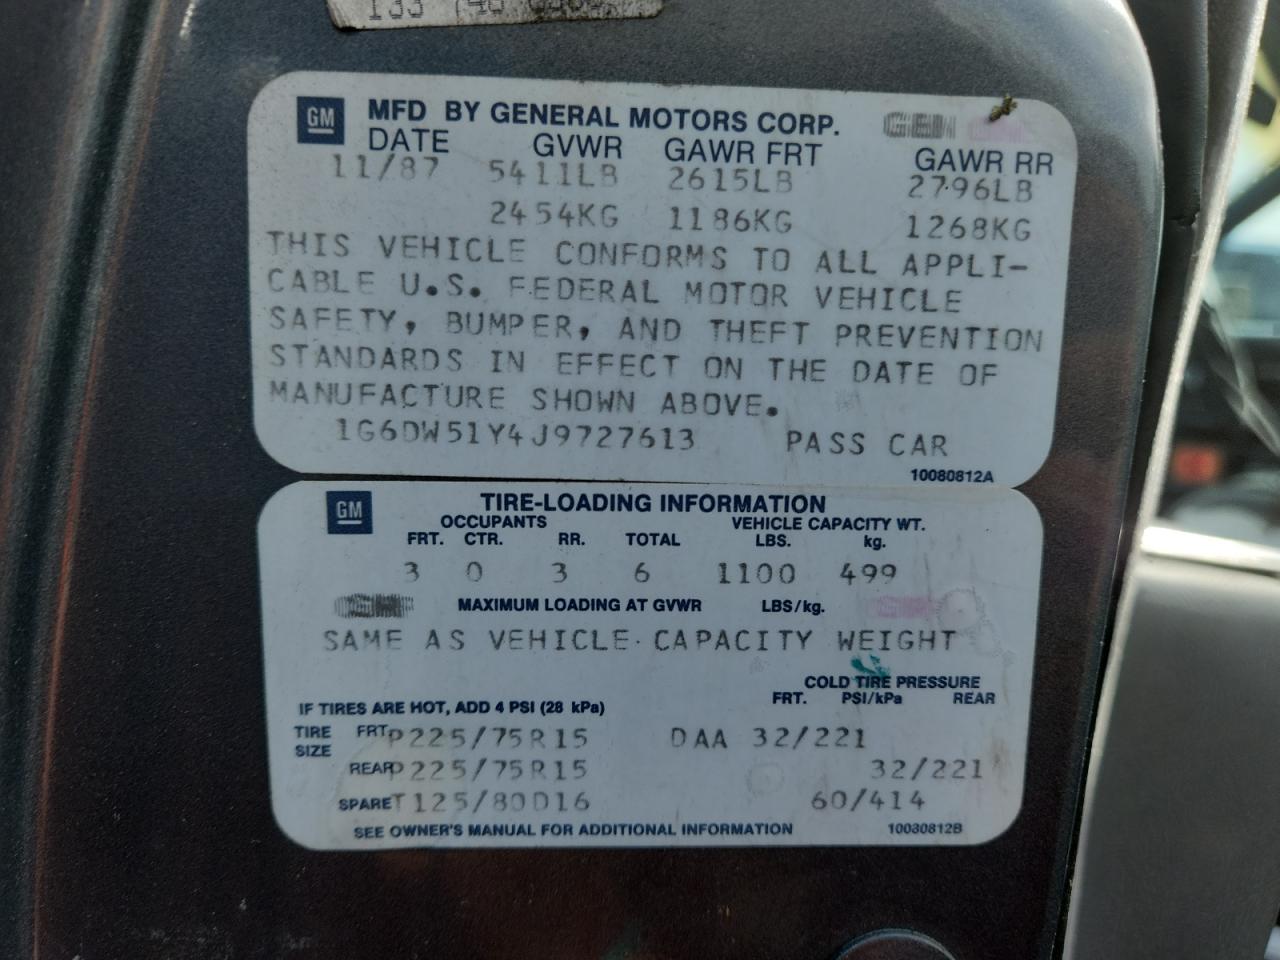 133 748
GM
MFD BY GENERAL MOTORS CORP. GEN
DATE GVWR GAWR FRT GAWR RR
11/87 5411LB 2615LB 2796LB
2454KG 1186KG 1268KG
THIS VEHICLE CONFORMS TO ALL APPLI-
CABLE U.S. FEDERAL MOTOR VEHICLE
SAFETY, BUMPER, AND THEFT PREVENTION
STANDARDS IN EFFECT ON THE DATE OF
MANUFACTURE SHOWN ABOVE.
1G6DW51Y4J9727613 PASS CAR
10080812A
GM
TIRE-LOADING INFORMATION
OCCUPANTS VEHICLE CAPACITY WT.
FRT. CTR. RR. TOTAL LBS. kg.
3 0 3 6 1100 499
MAXIMUM LOADING AT GVWR LBS/kg.
SAME AS VEHICLE CAPACITY WEIGHT
COLD TIRE PRESSURE
IF TIRES ARE HOT, ADD 4 PSI (28 kPa) FRT. PSI/kPa REAR
TIRE SIZE FRT P225/75R15 DAA 32/221
REAR P225/75R15 32/221
SPARE T125/80D16 60/414
SEE OWNER'S MANUAL FOR ADDITIONAL INFORMATION 10080812B